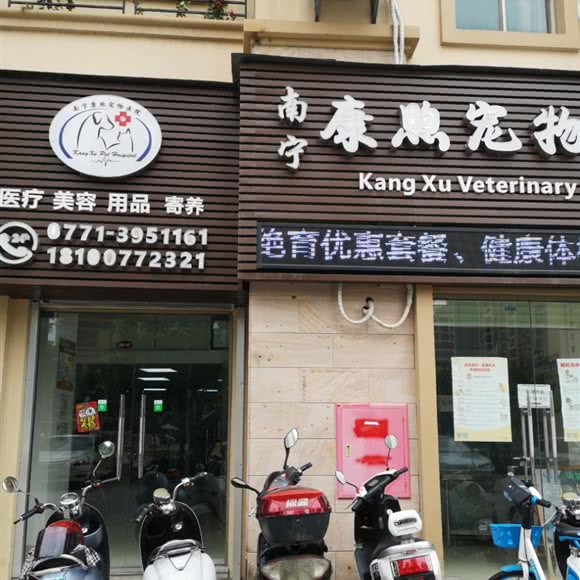 南宁康煦宠物医院
Kang Xu Pet Hospital
医疗 美容 用品 寄养
24
0771-3951161
18100772321
南宁
康煦宠物
Kang Xu Veterinary
绝育优惠套餐、健康体检